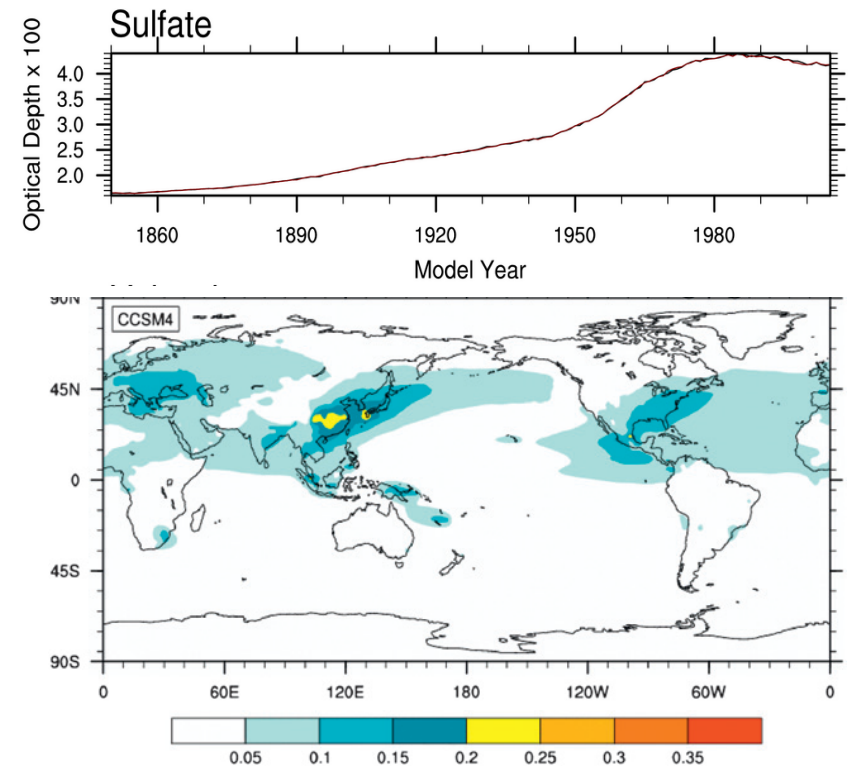 Sulfate
Optical Depth x 100
4.0
3.5
3.0
2.5
2.0
1860 1890 1920 1950 1980
Model Year
90N
CCSM4
45N
0
45S
90S
0 60E 120E 180 120W 60W 0
0.05 0.1 0.15 0.2 0.25 0.3 0.35